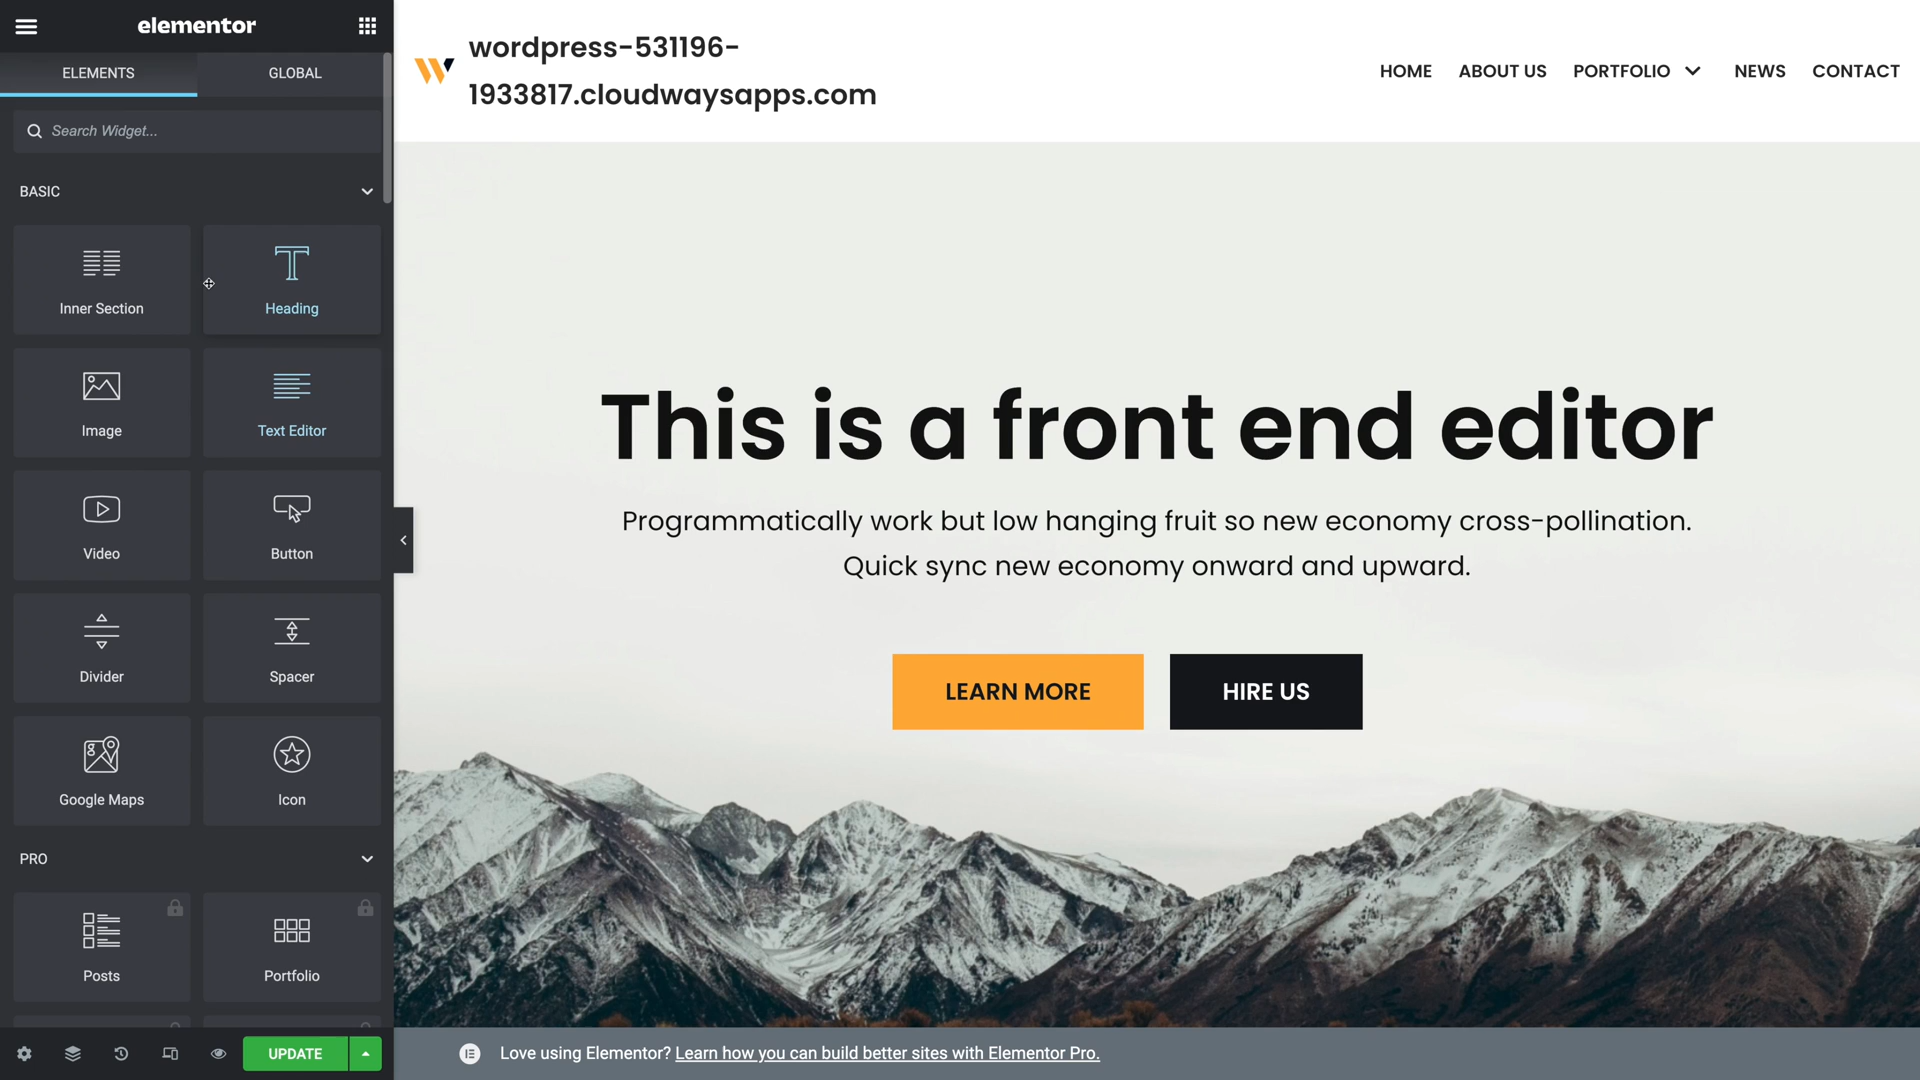 elementor
ELEMENTS
GLOBAL
Search Widget...
BASIC
Inner Section
Heading
Image
Text Editor
Video
Button
Divider
Spacer
Google Maps
Icon
PRO
Posts
Portfolio
UPDATE
wordpress-531196-
1933817.cloudwaysapps.com
HOME
ABOUT US
PORTFOLIO
NEWS
CONTACT
This is a front end editor
Programmatically work but low hanging fruit so new economy cross-pollination.
Quick sync new economy onward and upward.
LEARN MORE
HIRE US
Love using Elementor? Learn how you can build better sites with Elementor Pro.